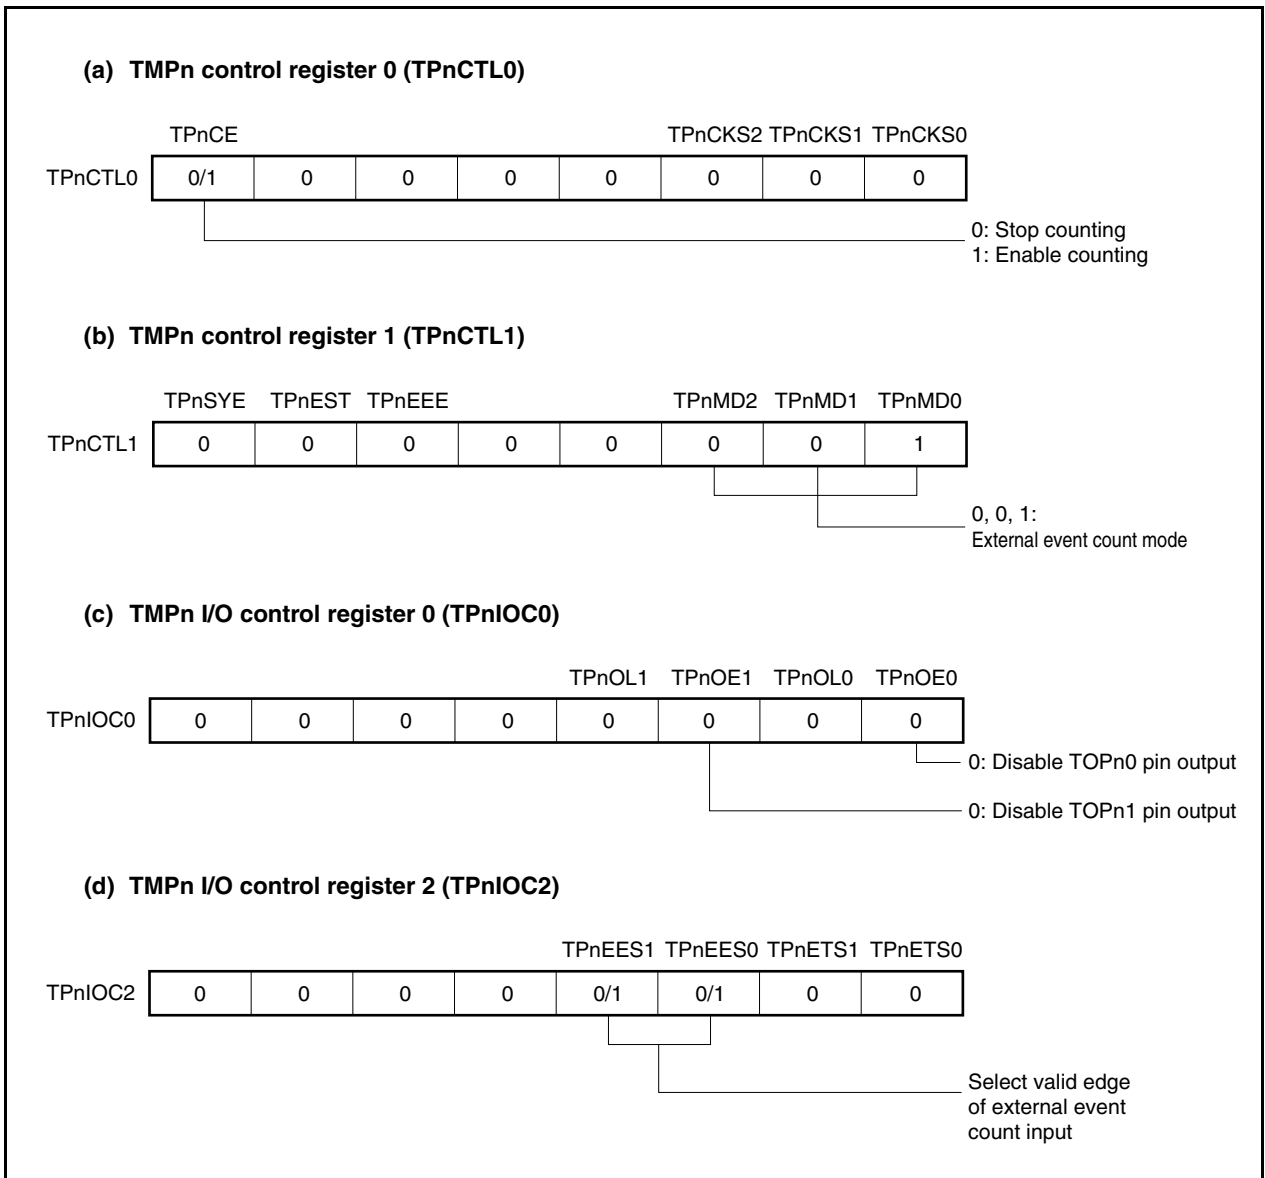 (a) TMPn control register 0 (TPnCTL0)
TPnCE TPnCKS2 TPnCKS1 TPnCKS0
TPnCTL0 0/1 0 0 0 0 0 0 0
0: Stop counting
1: Enable counting
(b) TMPn control register 1 (TPnCTL1)
TPnSYE TPnEST TPnEEE TPnMD2 TPnMD1 TPnMD0
TPnCTL1 0 0 0 0 0 0 0 1
0, 0, 1:
External event count mode
(c) TMPn I/O control register 0 (TPnIOC0)
TPnOL1 TPnOE1 TPnOL0 TPnOE0
TPnIOC0 0 0 0 0 0 0 0 0
0: Disable TOPn0 pin output
0: Disable TOPn1 pin output
(d) TMPn I/O control register 2 (TPnIOC2)
TPnEES1 TPnEES0 TPnETS1 TPnETS0
TPnIOC2 0 0 0 0 0/1 0/1 0 0
Select valid edge
of external event
count input